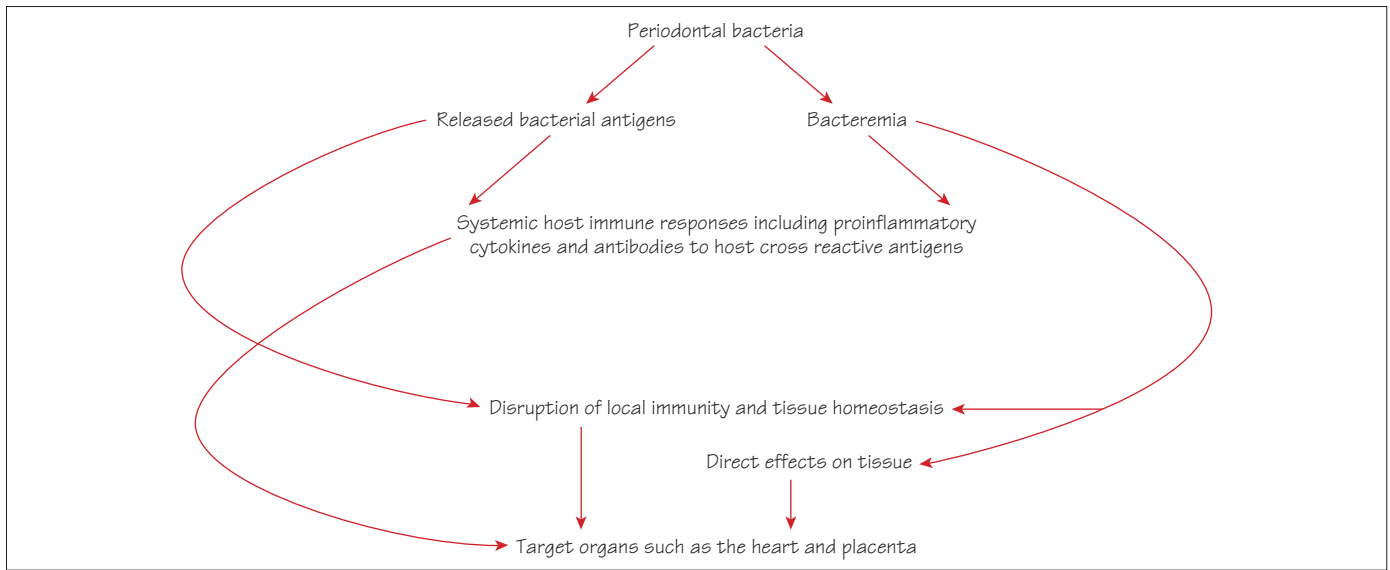 Periodontal bacteria
Released bacterial antigens
Bacteremia
Systemic host immune responses including proinflammatory
cytokines and antibodies to host cross reactive antigens
Disruption of local immunity and tissue homeostasis
Direct effects on tissue
Target organs such as the heart and placenta